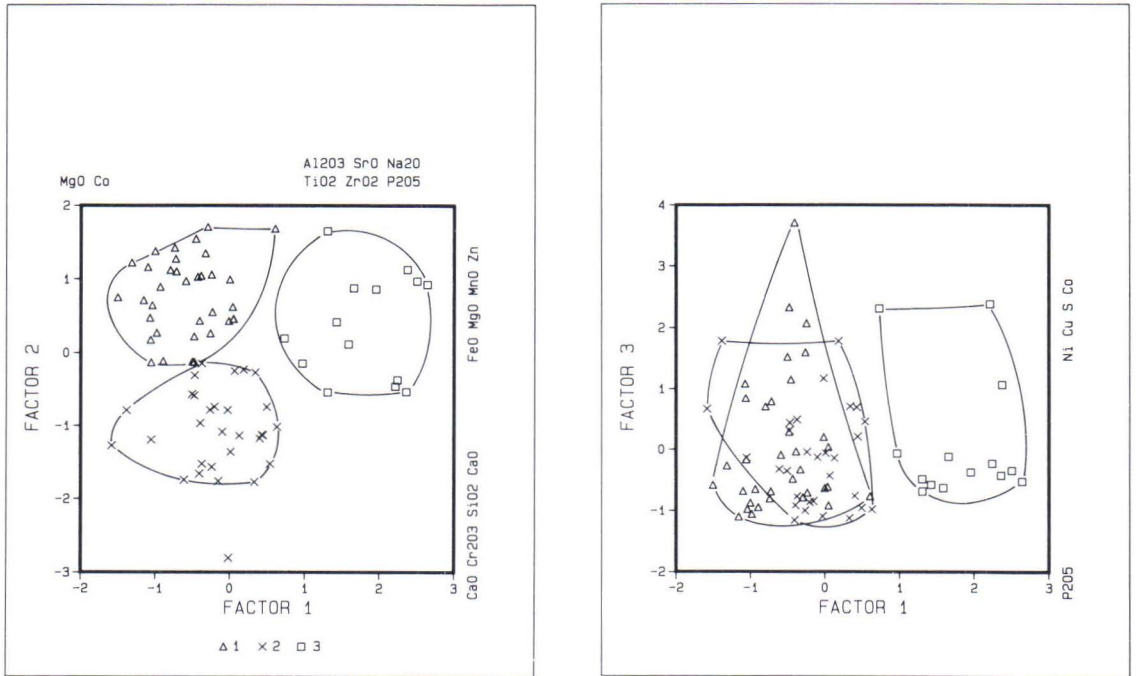 Al2O3 SrO Na2O
MgO Co
TiO2 ZrO2 P2O5
2
1
0
-1
-2
-3
FACTOR 2
FeO MgO MnO Zn
CaO Cr2O3 SiO2 CaO
-2
-1
0
1
2
3
FACTOR 1
△ 1 × 2 □ 3
4
3
2
1
0
-1
-2
FACTOR 3
Ni Cu S Co
P2O5
-2
-1
0
1
2
3
FACTOR 1